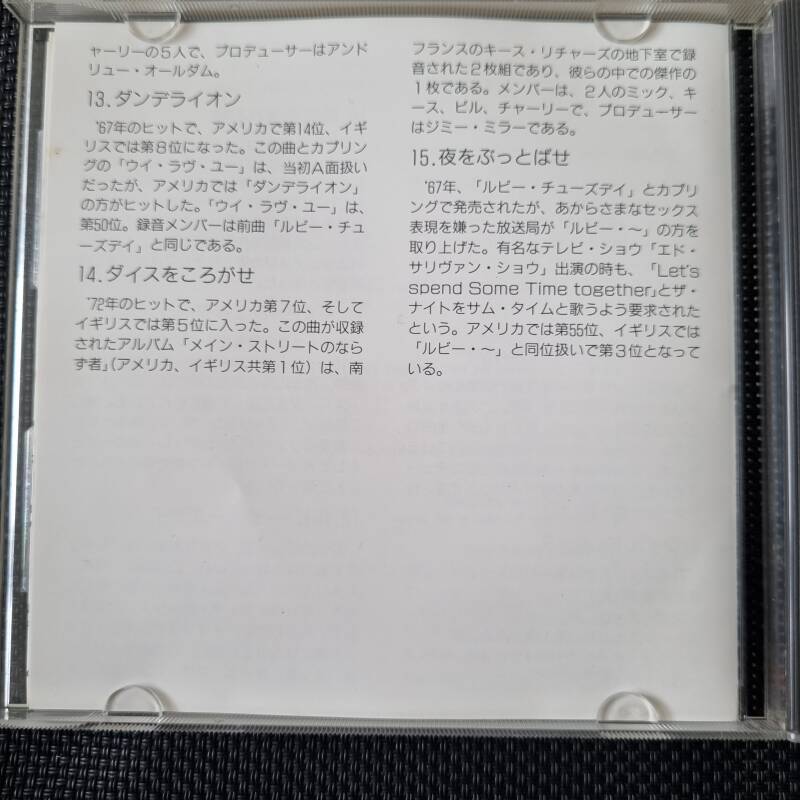 ャーリーの5人で、プロデューサーはアンド
リュー・オールダム。
13.ダンデライオン
'67年のヒットで、アメリカで第14位、イギ
リスでは第8位になった。この曲とカプリン
グの「ウイ・ラヴ・ユー」は、当初A面扱い
だったが、アメリカでは「ダンデライオン」
の方がヒットした。「ウイ・ラヴ・ユー」は、
第50位。録音メンバーは前曲「ルビー・チュ
ーズデイ」と同じである。
14.ダイスをころがせ
'72年のヒットで、アメリカ第7位、そして
イギリスでは第5位に入った。この曲が収録
されたアルバム「メイン・ストリートのなら
ず者」(アメリカ、イギリス共第1位)は、南
フランスのキース・リチャーズの地下室で録
音された2枚組であり、彼らの中での傑作の
1枚である。メンバーは、2人のミック、キ
ース、ビル、チャーリーで、プロデューサー
はジミー・ミラーである。
15.夜をぶっとばせ
'67年、「ルビー・チューズデイ」とカプリ
ングで発売されたが、あからさまなセックス
表現を嫌った放送局が「ルビー・〜」の方を
取り上げた。有名なテレビ・ショウ「エド・
サリヴァン・ショウ」出演の時も、「Let's
spend Some Time together」とザ・
ナイトをサム・タイムと歌うよう要求された
という。アメリカでは第55位、イギリスでは
「ルビー・〜」と同位扱いで第3位となって
いる。